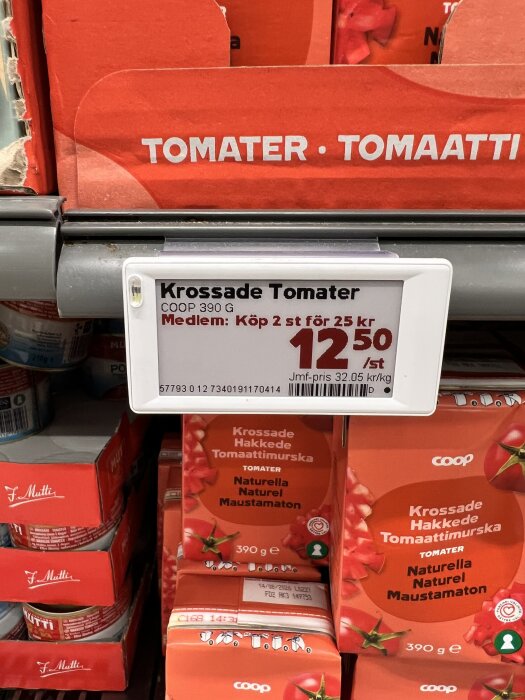 TOMATER · TOMAATTI
Krossade Tomater
COOP 390 G
Medlem: Köp 2 st för 25 kr
12 50
/st
Jmf-pris 32.05 kr/kg
57793 0 12 7340191170414
D
Krossade
Hakkede
Tomaattimurska
TOMATER
Naturella
Naturel
Maustamaton
390 g e
coop
Krossade
Hakkede
Tomaattimurska
TOMATER
Naturella
Naturel
Maustamaton
390 g e
J. Mutti
J. Mutti
J. Mutti
coop
coop